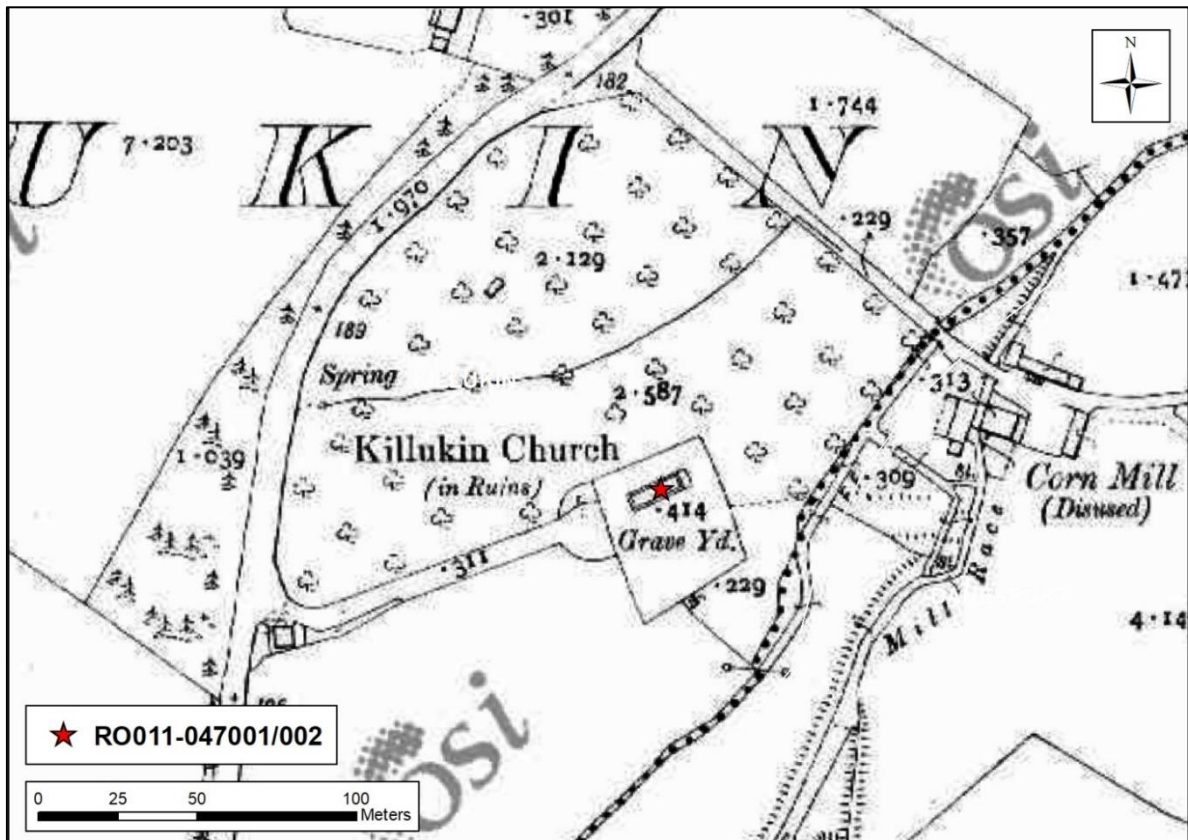 ·301
182
1·744
U K I N
7·203
1·970
N
·229
·357
2·129
1·47
189
Spring
2·587
·313
1·039
Killukin Church
(in Ruins)
·414
Grave Yd.
·309
Corn Mill
(Disused)
·311
·229
Mill Race
4·14
osi
osi
RO011-047001/002
0 25 50 100
Meters